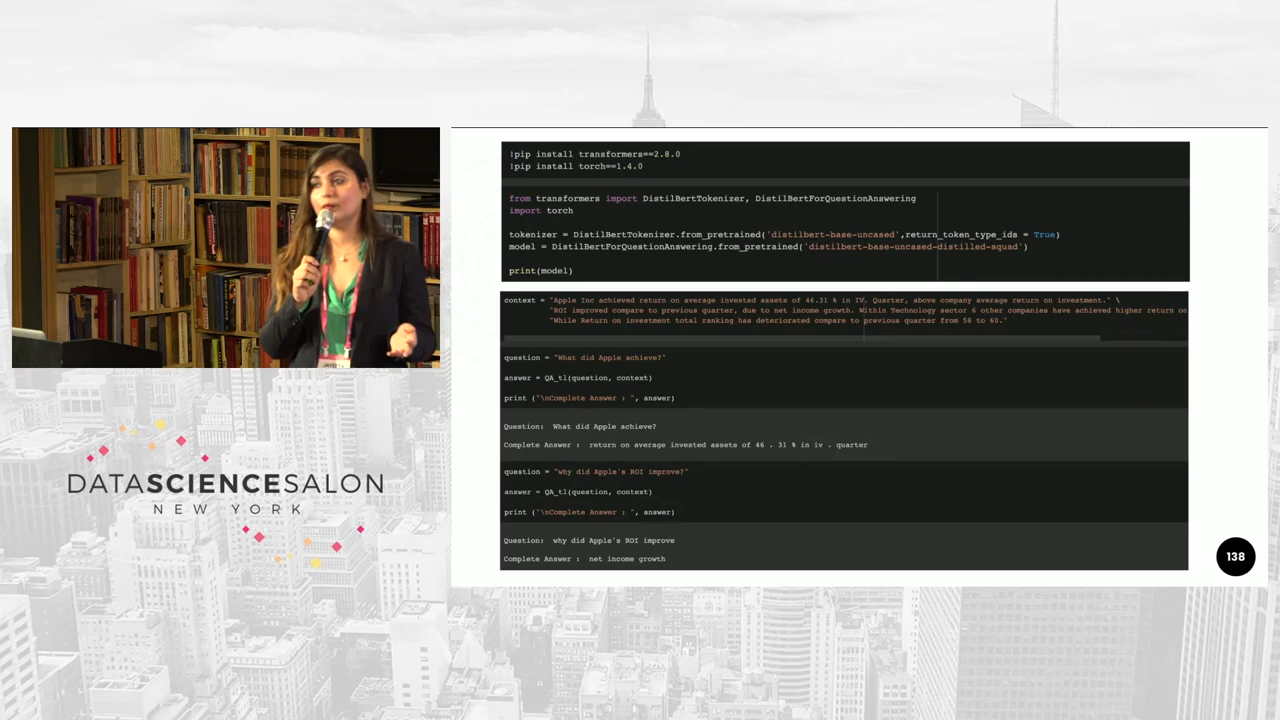 !pip install transformers==2.8.0
!pip install torch==1.4.0
from transformers import DistilBertTokenizer, DistilBertForQuestionAnswering
import torch
tokenizer = DistilBertTokenizer.from_pretrained('distilbert-base-uncased',return_token_type_ids = True)
model = DistilBertForQuestionAnswering.from_pretrained('distilbert-base-uncased-distilled-squad')
print(model)
context = "Apple Inc achieved return on average invested assets of 46.31 % in IV. Quarter, above company average return on investment." \
"ROI improved compare to previous quarter, due to net income growth. Within Technology sector 6 other companies have achieved higher return on
"While Return on investment total ranking has deteriorated compare to previous quarter from 58 to 60."
question = "What did Apple achieve?"
answer = QA_tl(question, context)
print ("\nComplete Answer : ", answer)
Question: What did Apple achieve?
Complete Answer : return on average invested assets of 46 . 31 % in iv . quarter
question = "why did Apple's ROI improve?"
answer = QA_tl(question, context)
print ("\nComplete Answer : ", answer)
Question: why did Apple's ROI improve
Complete Answer : net income growth
138
DATASCIENCESALON
NEW YORK